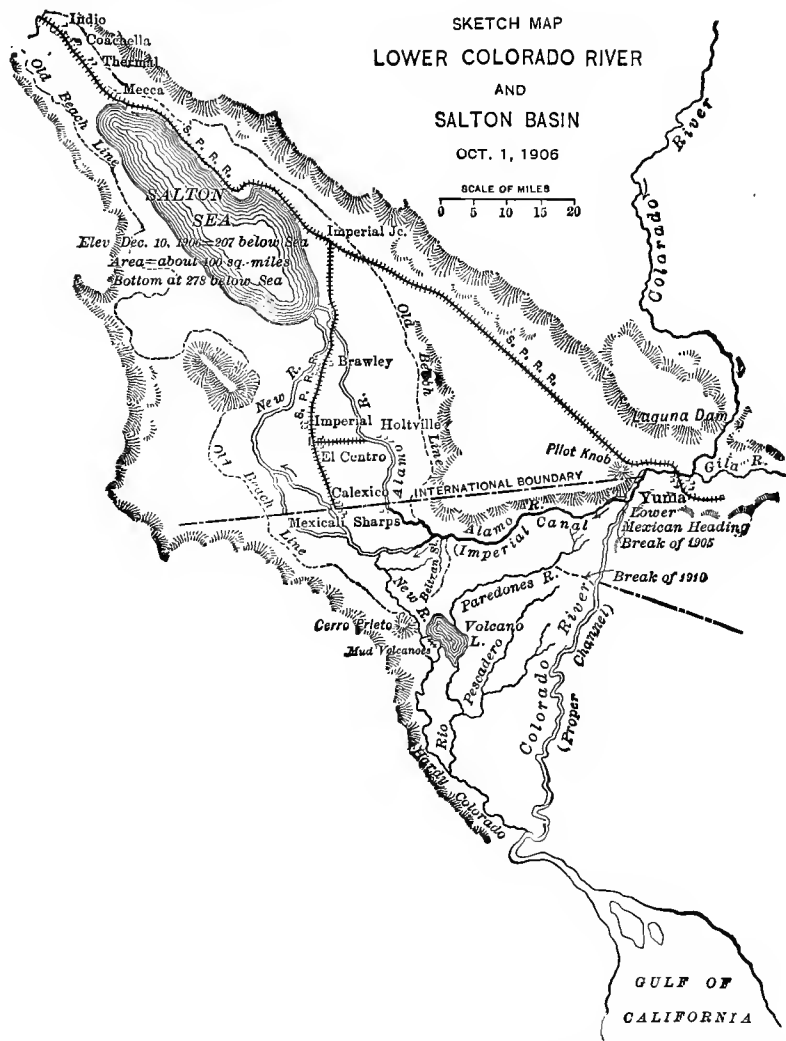 SKETCH MAP
LOWER COLORADO RIVER
AND
SALTON BASIN
OCT. 1, 1906
SCALE OF MILES
0 5 10 15 20
Indio
Coachella
Thermal
Mecca
Old Beach Line
S. P. R. R.
SALTON
SEA
Elev Dec. 10, 1906=207 below Sea
Area=about 400 sq. miles
Bottom at 278 below Sea
Imperial Jc.
Colorado River
Old Beach Line
S. P. R. R.
Brawley
New R.
S. P. R. R.
Imperial
Holtville
El Centro
Alamo R.
Old Beach Line
Calexico
Mexicali
Sharps
INTERNATIONAL BOUNDARY
Pilot Knob
Laguna Dam
Gila R.
Yuma
Lower
Mexican Heading
Break of 1905
Alamo R.
(Imperial Canal
Beltran Sl.
New R.
Paredones R.
Break of 1910
Cerro Prieto
Volcano
L.
Mud Volcanoes
Pescadero
Colorado River
(Proper Channel)
Rio
Hardy Colorado
GULF OF
CALIFORNIA